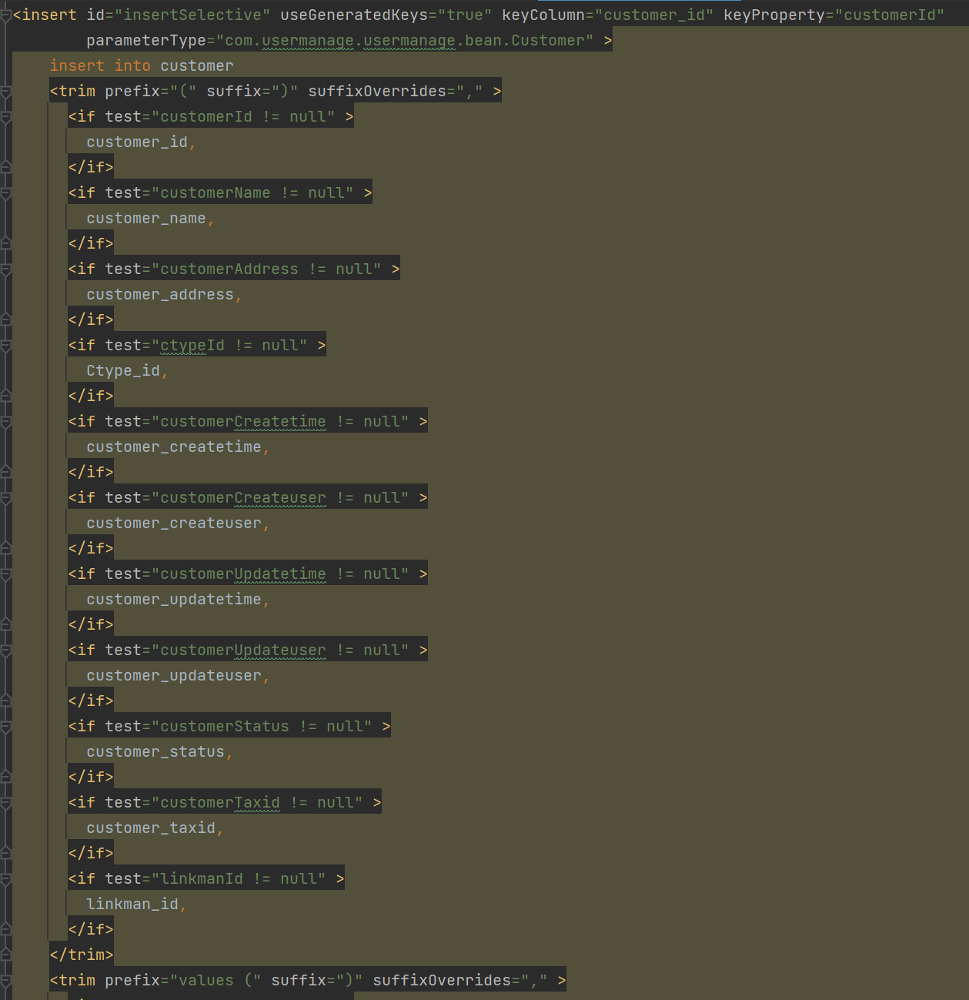 <insert id="insertSelective" useGeneratedKeys="true" keyColumn="customer_id" keyProperty="customerId"
parameterType="com.usermanage.usermanage.bean.Customer" >
insert into customer
<trim prefix="(" suffix=")" suffixOverrides="," >
<if test="customerId != null" >
customer_id,
</if>
<if test="customerName != null" >
customer_name,
</if>
<if test="customerAddress != null" >
customer_address,
</if>
<if test="ctypeId != null" >
Ctype_id,
</if>
<if test="customerCreatetime != null" >
customer_createtime,
</if>
<if test="customerCreateuser != null" >
customer_createuser,
</if>
<if test="customerUpdatetime != null" >
customer_updatetime,
</if>
<if test="customerUpdateuser != null" >
customer_updateuser,
</if>
<if test="customerStatus != null" >
customer_status,
</if>
<if test="customerTaxid != null" >
customer_taxid,
</if>
<if test="linkmanId != null" >
linkman_id,
</if>
</trim>
<trim prefix="values (" suffix=")" suffixOverrides="," >